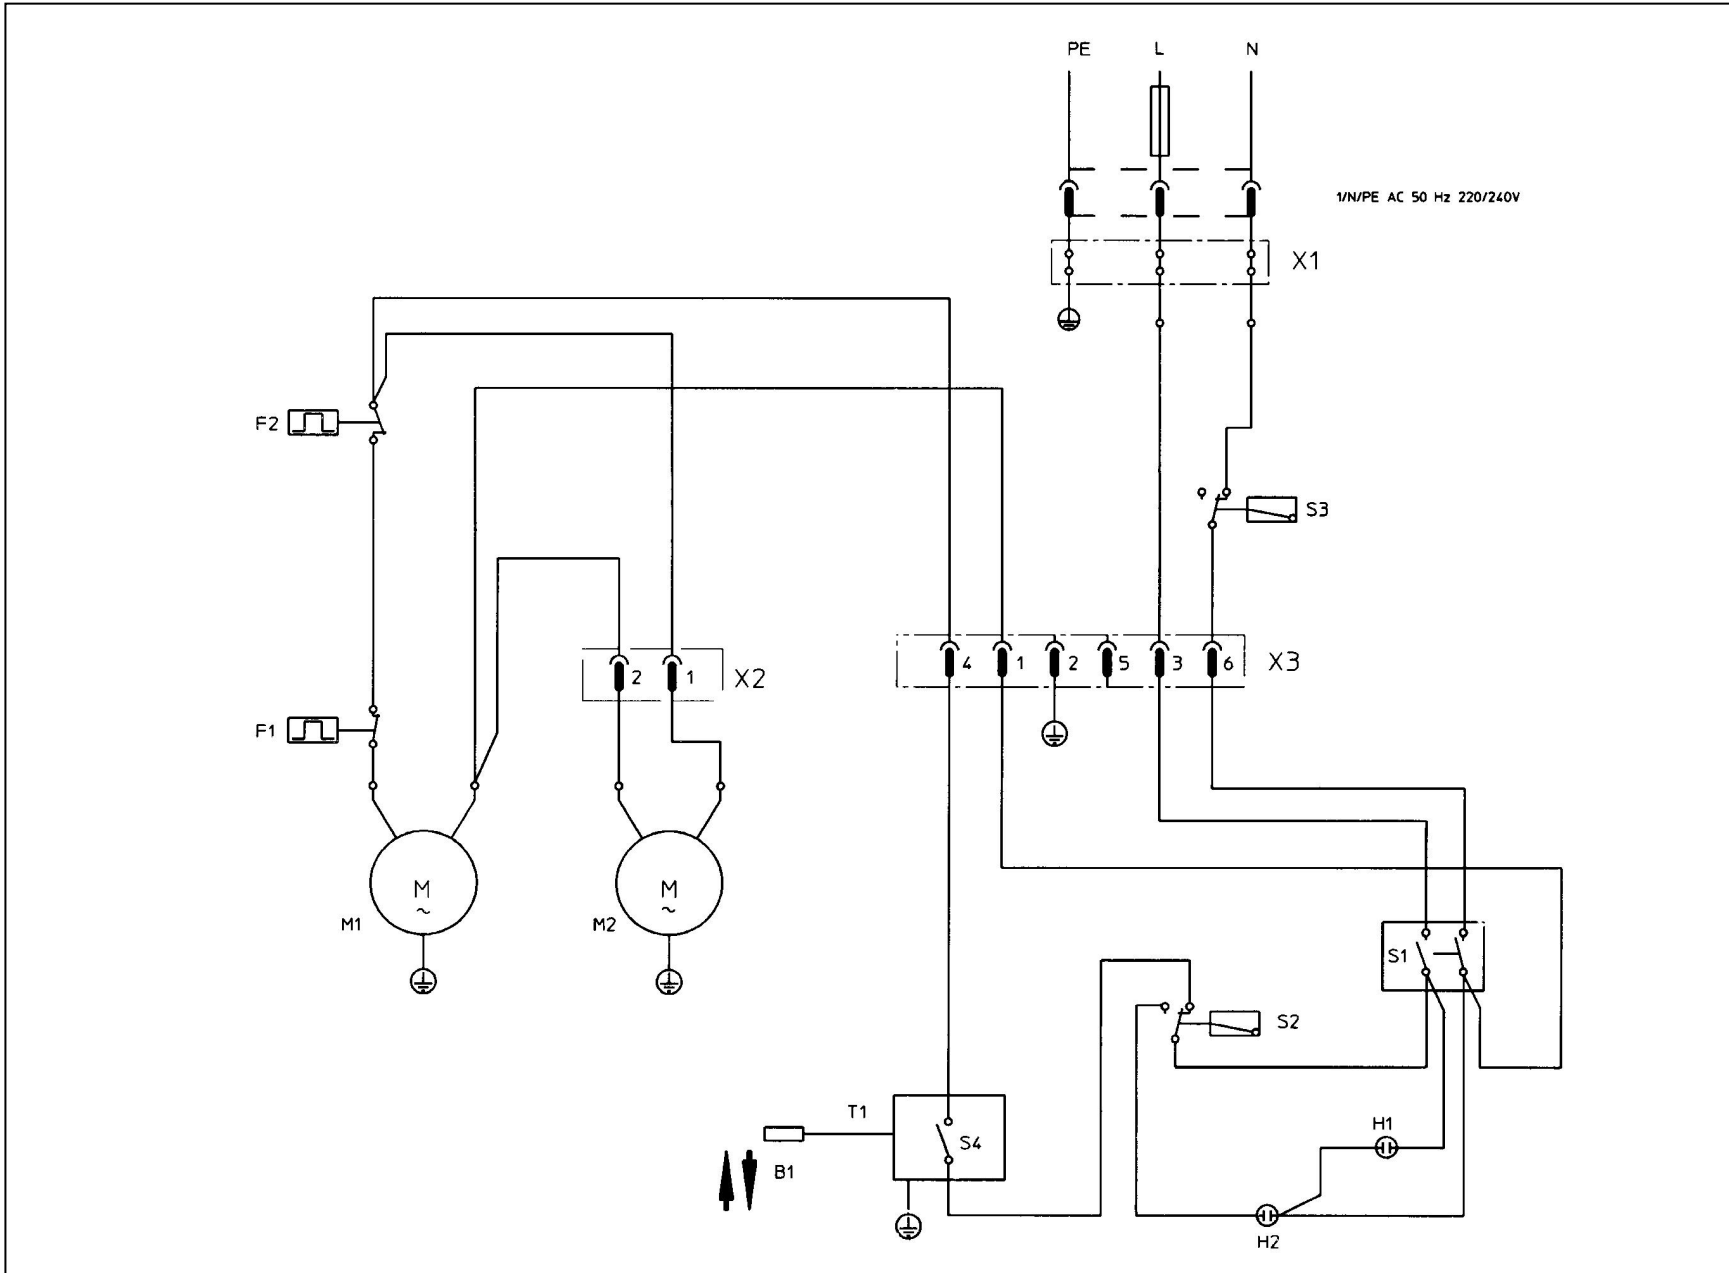 PE L N
1/N/PE AC 50 Hz 220/240V
X1
F2
S3
4 1 2 5 3 6 X3
2 1 X2
F1
M
~
M1
M
~
M2
S1
S2
T1
S4
B1
H1
H2